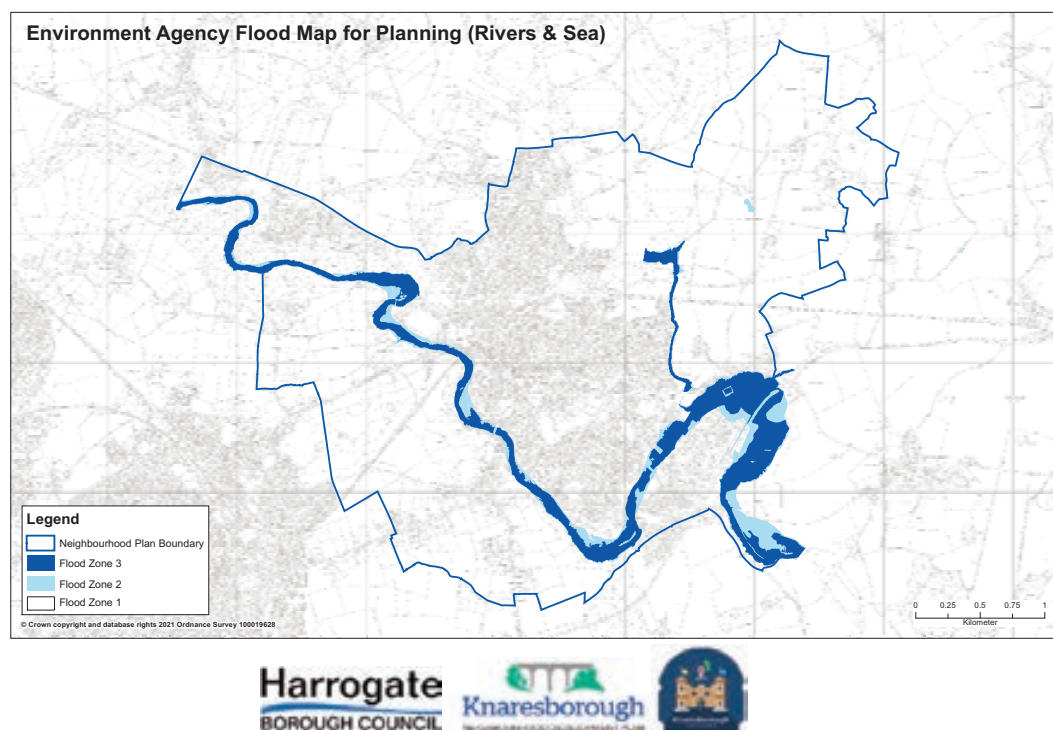 Environment Agency Flood Map for Planning (Rivers & Sea)
Legend
Neighbourhood Plan Boundary
Flood Zone 3
Flood Zone 2
Flood Zone 1
© Crown copyright and database rights 2021 Ordnance Survey 100019628
0 0.25 0.5 0.75 1
Kilometer
Harrogate
BOROUGH COUNCIL
Knaresborough
Knaresborough